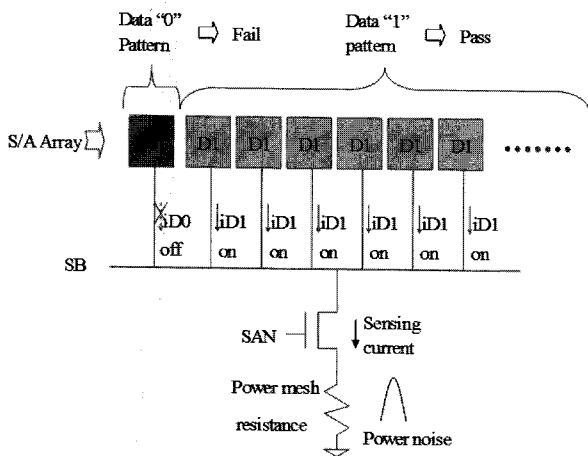 Data “0” Pattern ⇨ Fail
Data “1” pattern ⇨ Pass
S/A Array
D1 D1 D1 D1 D1 D1 .......
iD0 off
iD1 on
iD1 on
iD1 on
iD1 on
iD1 on
iD1 on
SB
SAN
Sensing current
Power mesh resistance
Power noise